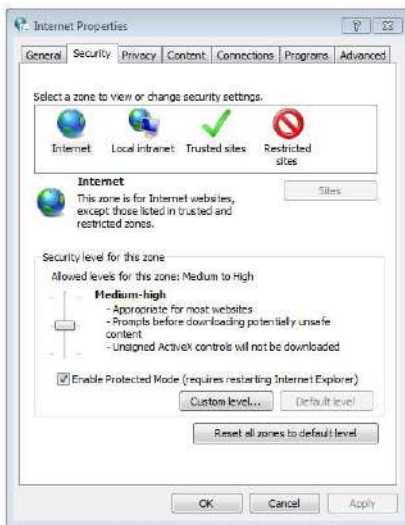 Internet Properties
General Security Privacy Content Connections Programs Advanced
Select a zone to view or change security settings.
Internet Local intranet Trusted sites Restricted
sites
Internet
Sites
This zone is for Internet websites,
except those listed in trusted and
restricted zones.
Security level for this zone
Allowed levels for this zone: Medium to High
Medium-high
- Appropriate for most websites
- Prompts before downloading potentially unsafe
content
- Unsigned ActiveX controls will not be downloaded
Enable Protected Mode (requires restarting Internet Explorer)
Custom level... Default level
Reset all zones to default level
OK Cancel Apply